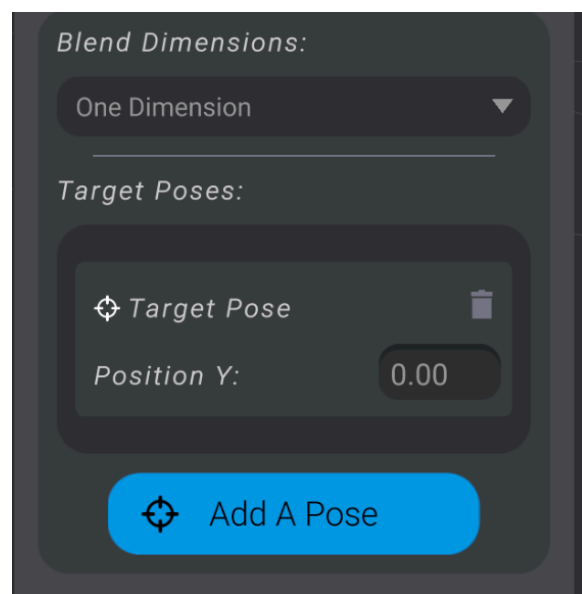 Blend Dimensions:
One Dimension
Target Poses:
Target Pose
Position Y: 0.00
Add A Pose